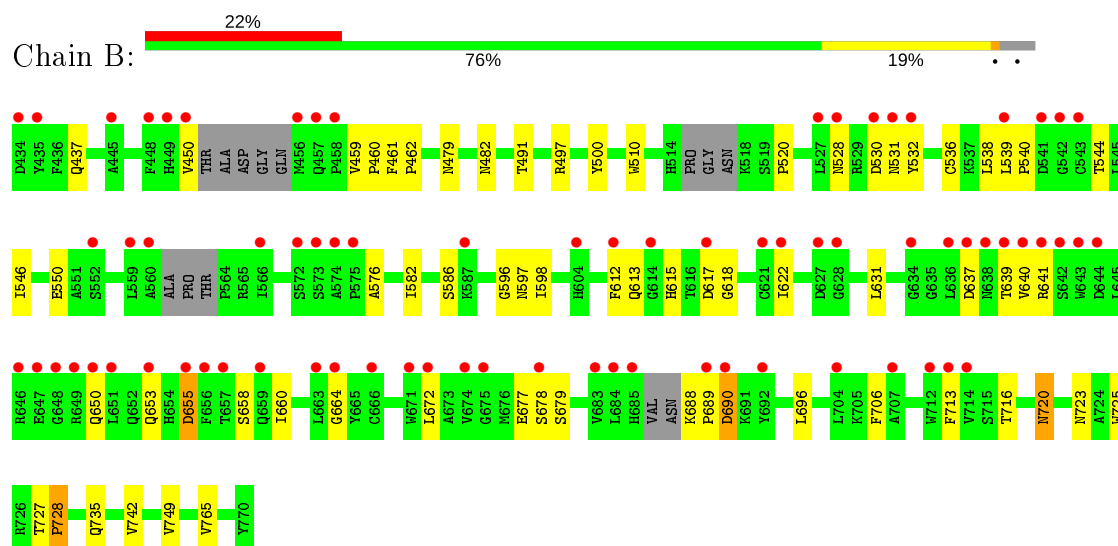 22%
Chain B:
76% 19% • •
D434 Y435 F436 Q437 A445 F448 H449 V450 THR ALA ASP GLY GLN M456 Q457 P458 V459 P460 F461 P462 N479 N482 T491 R497 Y500 W510 H514 PRO GLY ASN K518 S519 P520 L527 N528 R529 D530 N531 Y532 C536 K537 L538 L539 P540 D541 G542 C543 T544 L545
I546 E550 A551 S552 L559 A560 ALA PRO THR P564 R565 I566 S572 S573 A574 P575 A576 I582 S586 K587 G596 N597 I598 H604 F612 Q613 G614 H615 T616 D617 G618 C621 I622 D627 G628 L631 G634 G635 L636 D637 N638 T639 V640 R641 S642 W643 D644 L645
R646 E647 G648 R649 Q650 L651 Q652 Q653 H654 D655 F656 T657 S658 Q659 I660 L663 G664 Y665 C666 W671 L672 A673 V674 G675 M676 E677 S678 S679 V683 L684 H685 VAL ASN K688 P689 D690 K691 Y692 L696 L704 K705 F706 A707 W712 F713 V714 S715 T716 N720 N723 A724 W725
R726 T727 P728 Q735 V742 V749 V765 Y770